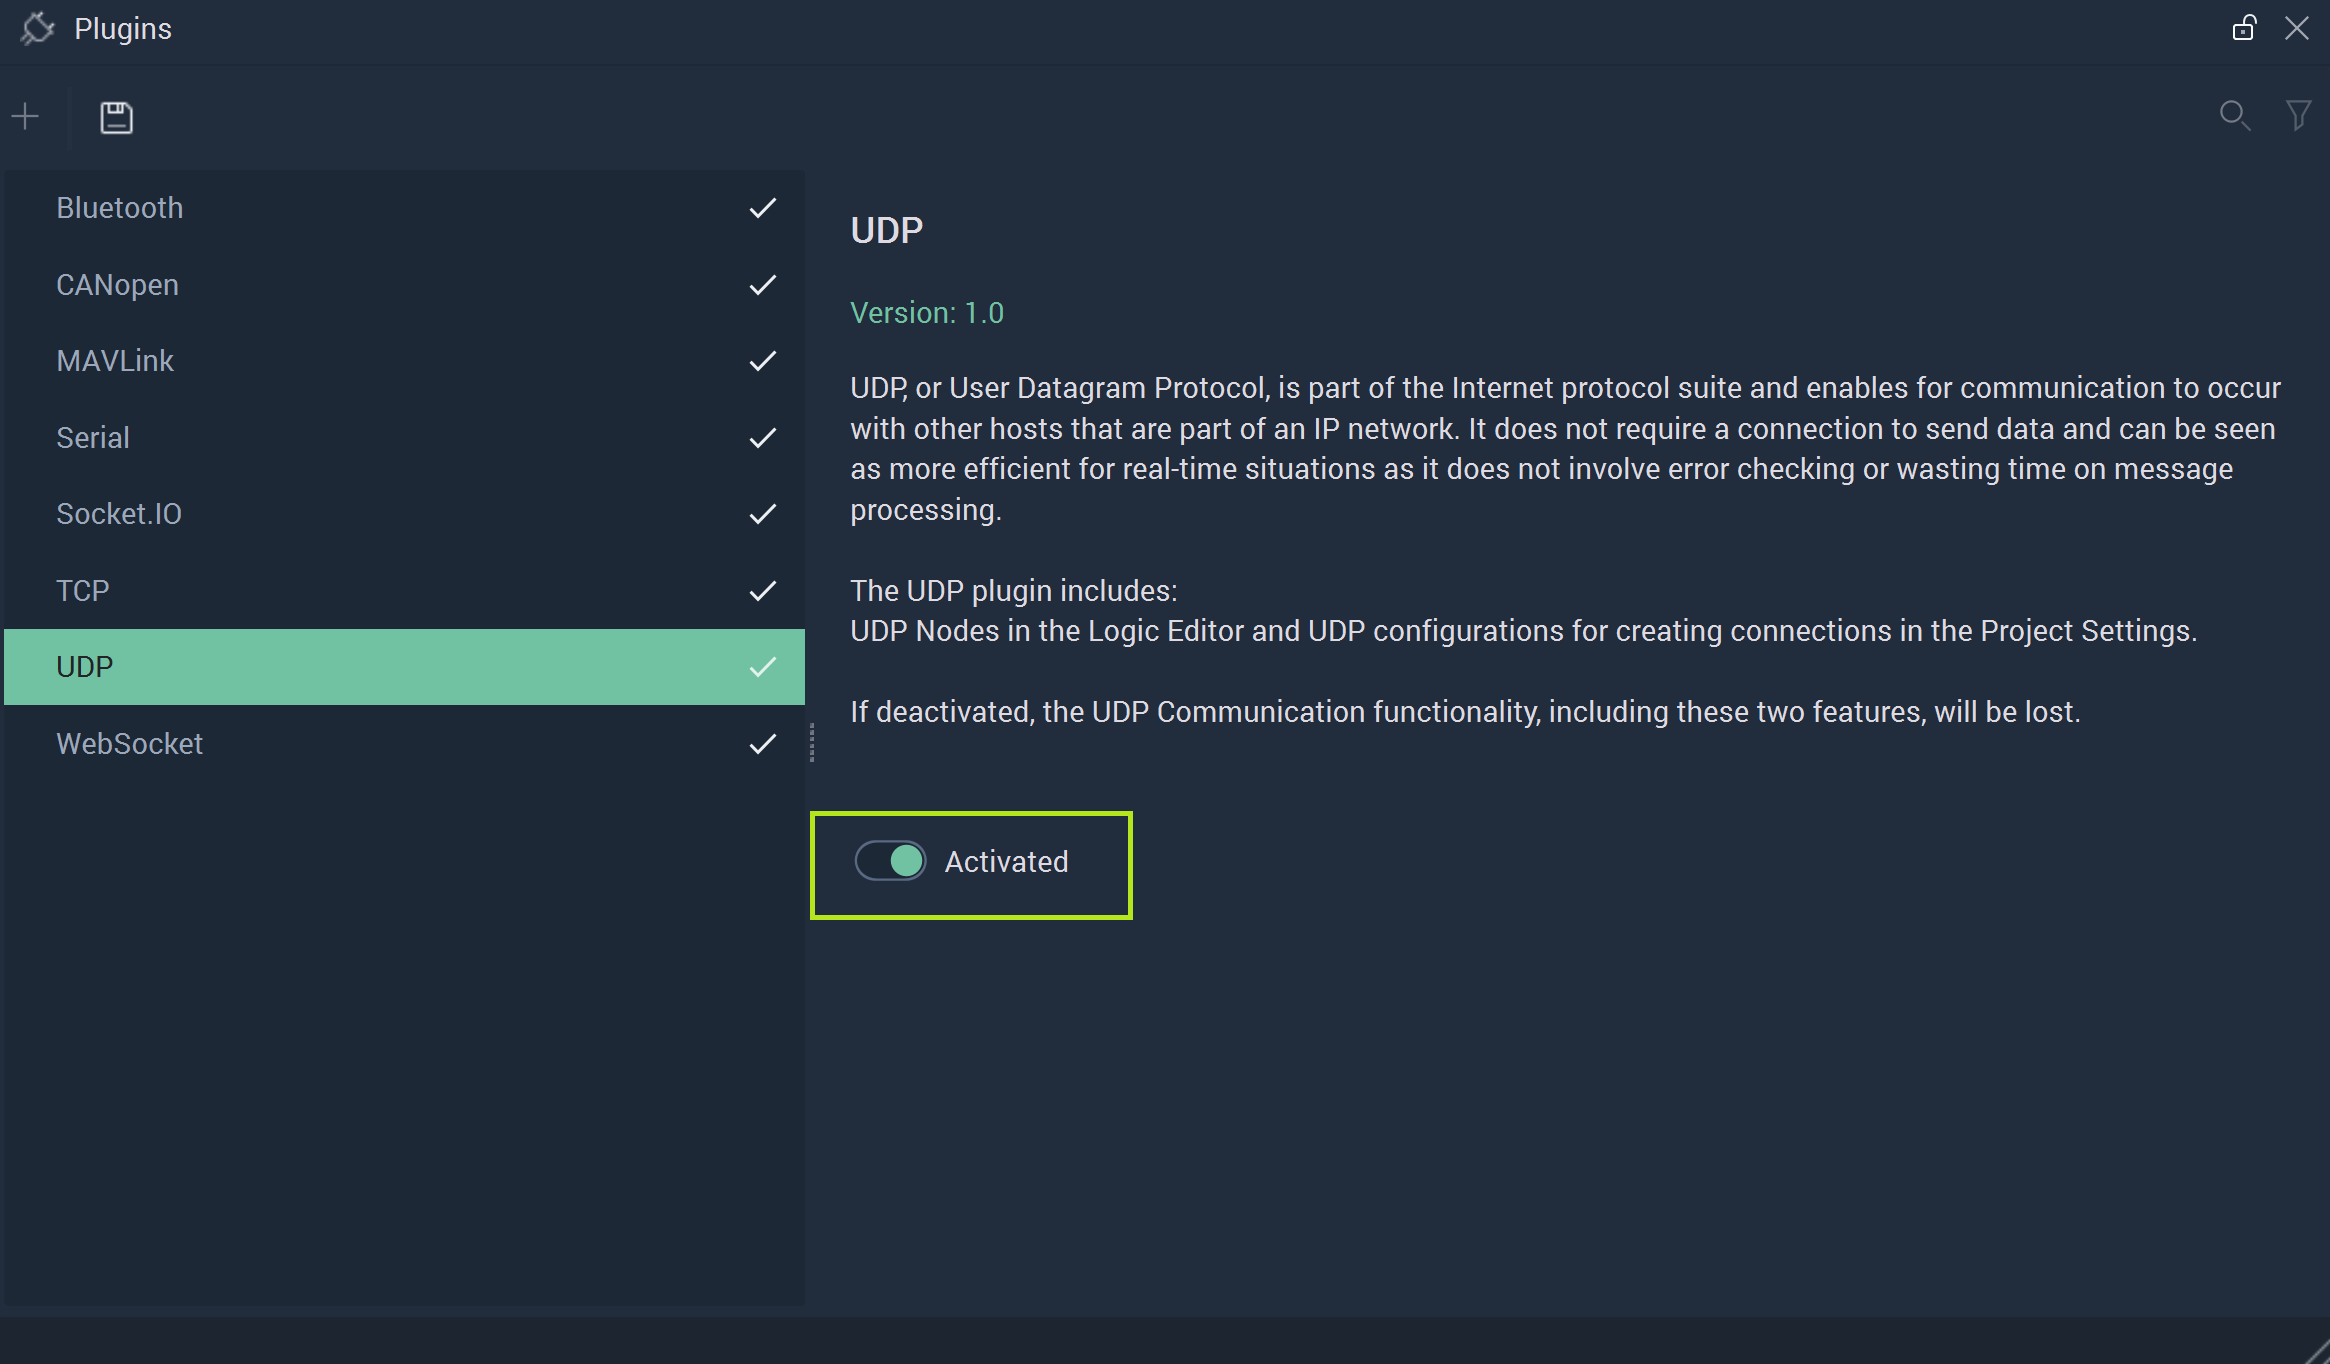 Plugins
Bluetooth
CANopen
MAVLink
Serial
Socket.IO
TCP
UDP
WebSocket
UDP
Version: 1.0
UDP, or User Datagram Protocol, is part of the Internet protocol suite and enables for communication to occur
with other hosts that are part of an IP network. It does not require a connection to send data and can be seen
as more efficient for real-time situations as it does not involve error checking or wasting time on message
processing.
The UDP plugin includes:
UDP Nodes in the Logic Editor and UDP configurations for creating connections in the Project Settings.
If deactivated, the UDP Communication functionality, including these two features, will be lost.
Activated